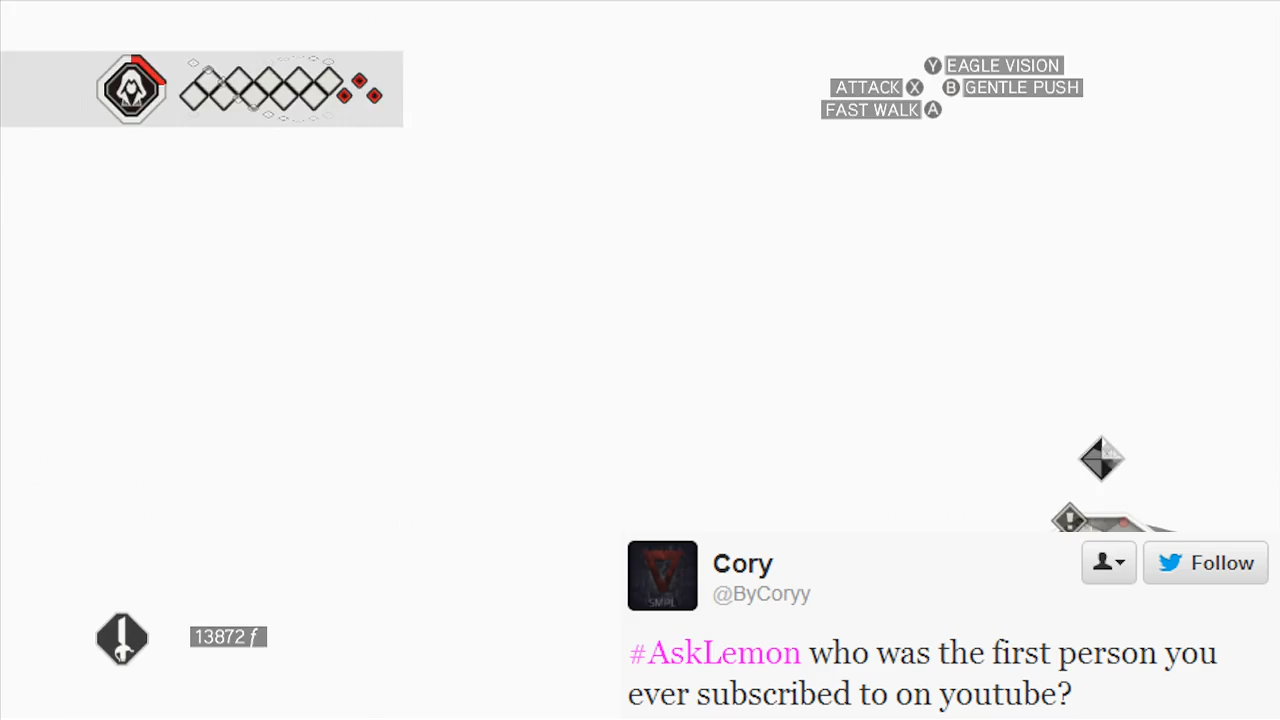 Y EAGLE VISION
ATTACK X B GENTLE PUSH
FAST WALK A
!
SMPL
Cory
Follow
@ByCoryy
13872 f
#AskLemon who was the first person you
ever subscribed to on youtube?